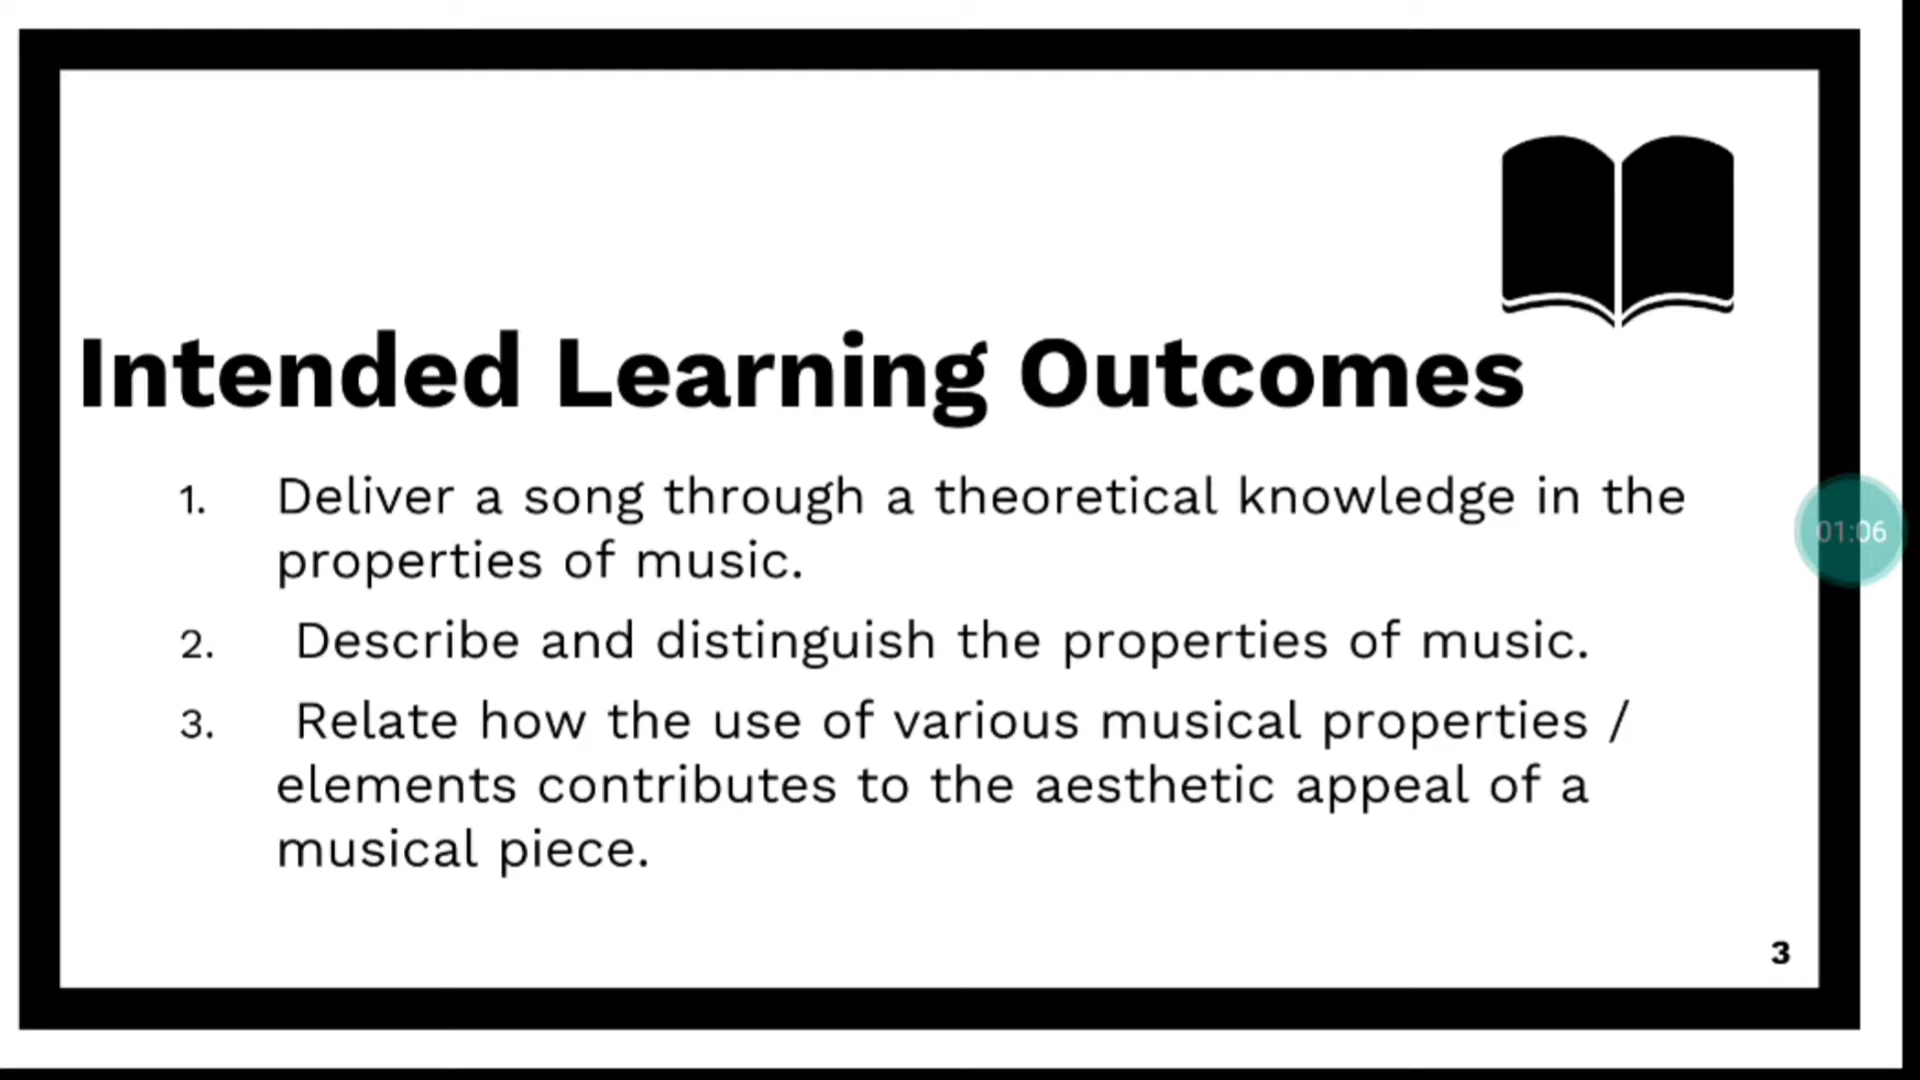 Intended Learning Outcomes
1. Deliver a song through a theoretical knowledge in the
properties of music.
2. Describe and distinguish the properties of music.
3. Relate how the use of various musical properties /
elements contributes to the aesthetic appeal of a
musical piece.
01:06
3